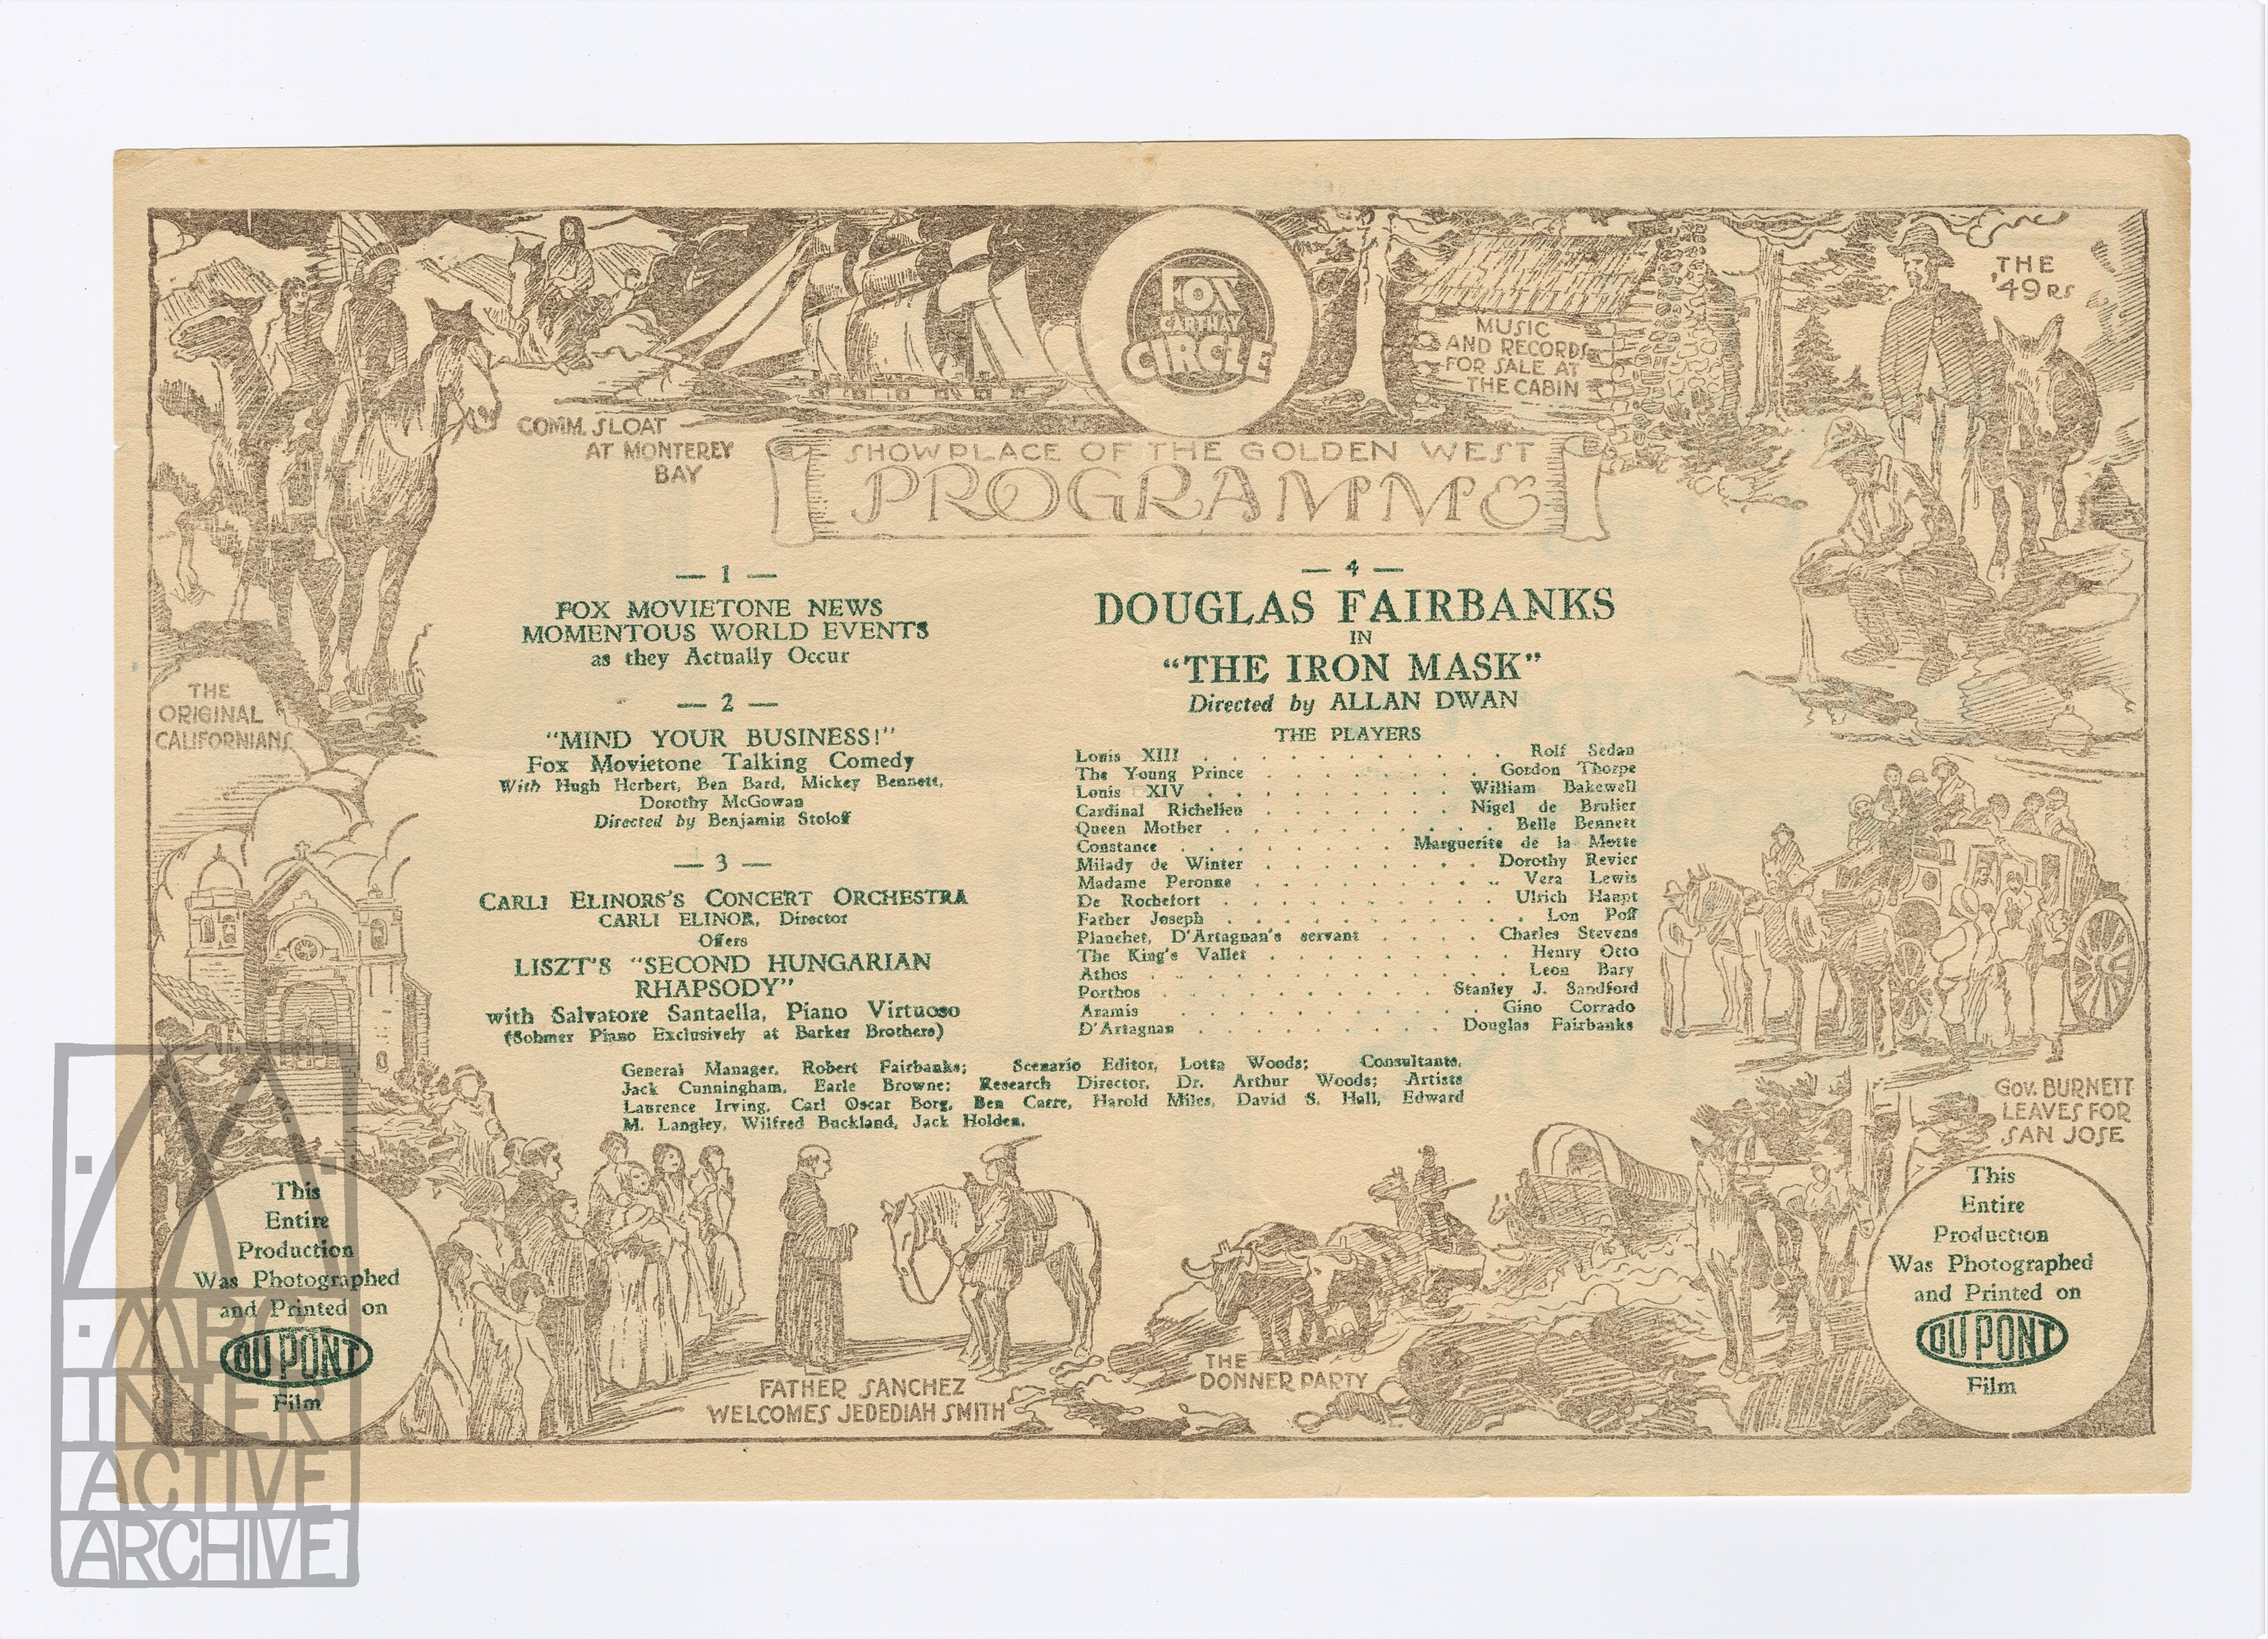 FOX
CARTHAY
CIRCLE
THE
'49RS
MUSIC
AND RECORDS
FOR SALE AT
THE CABIN
COMM. SLOAT
AT MONTEREY
BAY
SHOWPLACE OF THE GOLDEN WEST
PROGRAMME
— 1 —
FOX MOVIETONE NEWS
MOMENTOUS WORLD EVENTS
as they Actually Occur
— 2 —
"MIND YOUR BUSINESS!"
Fox Movietone Talking Comedy
With Hugh Herbert, Ben Bard, Mickey Bennett,
Dorothy McGowan
Directed by Benjamin Stoloff
— 3 —
CARLI ELINORS'S CONCERT ORCHESTRA
CARLI ELINOR, Director
Offers
LISZT'S "SECOND HUNGARIAN
RHAPSODY"
with Salvatore Santaella, Piano Virtuoso
(Sohmer Piano Exclusively at Barker Brothers)
— 4 —
DOUGLAS FAIRBANKS
IN
"THE IRON MASK"
Directed by ALLAN DWAN
THE PLAYERS
Louis XIII . . . . . . . . . . . Rolf Sedan
The Young Prince . . . . . . . . Gordon Thorpe
Louis XIV . . . . . . . . . William Bakewell
Cardinal Richelieu . . . . . . . Nigel de Brulier
Queen Mother . . . . . . . . . . Belle Bennett
Constance . . . . . . . . Marguerite de la Motte
Milady de Winter . . . . . . . . Dorothy Revier
Madame Peronne . . . . . . . . . Vera Lewis
De Rochefort . . . . . . . . . . Ulrich Haupt
Father Joseph . . . . . . . . . . . Lon Poff
Planchet, D'Artagnan's servant . . . . Charles Stevens
The King's Vallet . . . . . . . . . Henry Otto
Athos . . . . . . . . . . . . . Leon Bary
Porthos . . . . . . . . . . Stanley J. Sandford
Aramis . . . . . . . . . . . Gino Corrado
D'Artagnan . . . . . . . . . Douglas Fairbanks
General Manager, Robert Fairbanks; Scenario Editor, Lotta Woods; Consultants,
Jack Cunningham, Earle Browne; Research Director, Dr. Arthur Woods; Artists
Laurence Irving, Carl Oscar Borg, Ben Carre, Harold Miles, David S. Hall, Edward
M. Langley, Wilfred Buckland, Jack Holden.
THE
ORIGINAL
CALIFORNIANS
GOV. BURNETT
LEAVES FOR
SAN JOSE
This
Entire
Production
Was Photographed
and Printed on
DU PONT
Film
FATHER SANCHEZ
WELCOMES JEDEDIAH SMITH
THE
DONNER PARTY
This
Entire
Production
Was Photographed
and Printed on
DU PONT
Film
INTER
ACTIVE
ARCHIVE